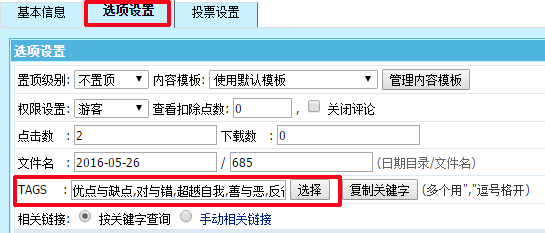 基本信息 选项设置 投票设置
选项设置
置顶级别: 不置顶 内容模板: 使用默认模板 管理内容模板
权限设置: 游客 查看扣除点数: 0 , 关闭评论
点击数 : 2 下载数 : 0
文件名 : 2016-05-26 / 685 (日期目录/文件名)
TAGS : 优点与缺点,对与错,超越自我,善与恶,反 选择 复制关键字 (多个用","逗号格开)
相关链接: 按关键字查询 手动相关链接